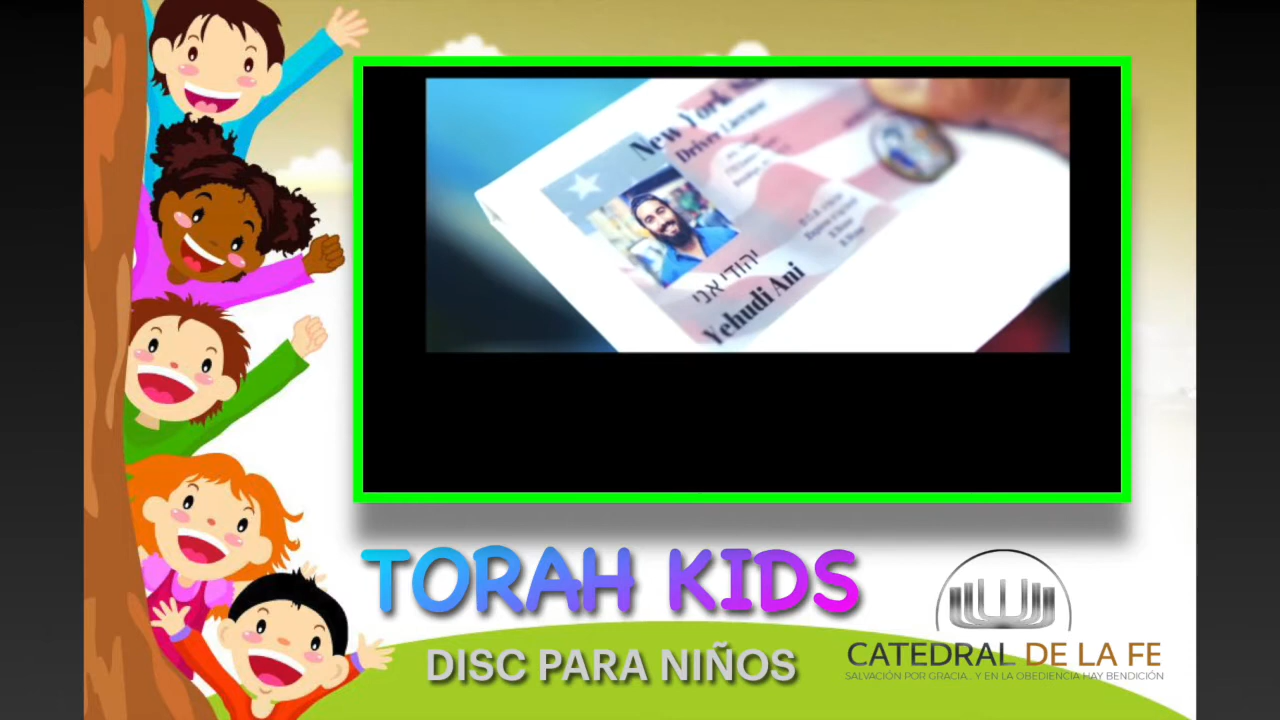 New York
Driver License
יהודי אני
Yehudi Ani
TORAH KIDS
DISC PARA NIÑOS
CATEDRAL DE LA FE
SALVACIÓN POR GRACIA... Y EN LA OBEDIENCIA HAY BENDICIÓN